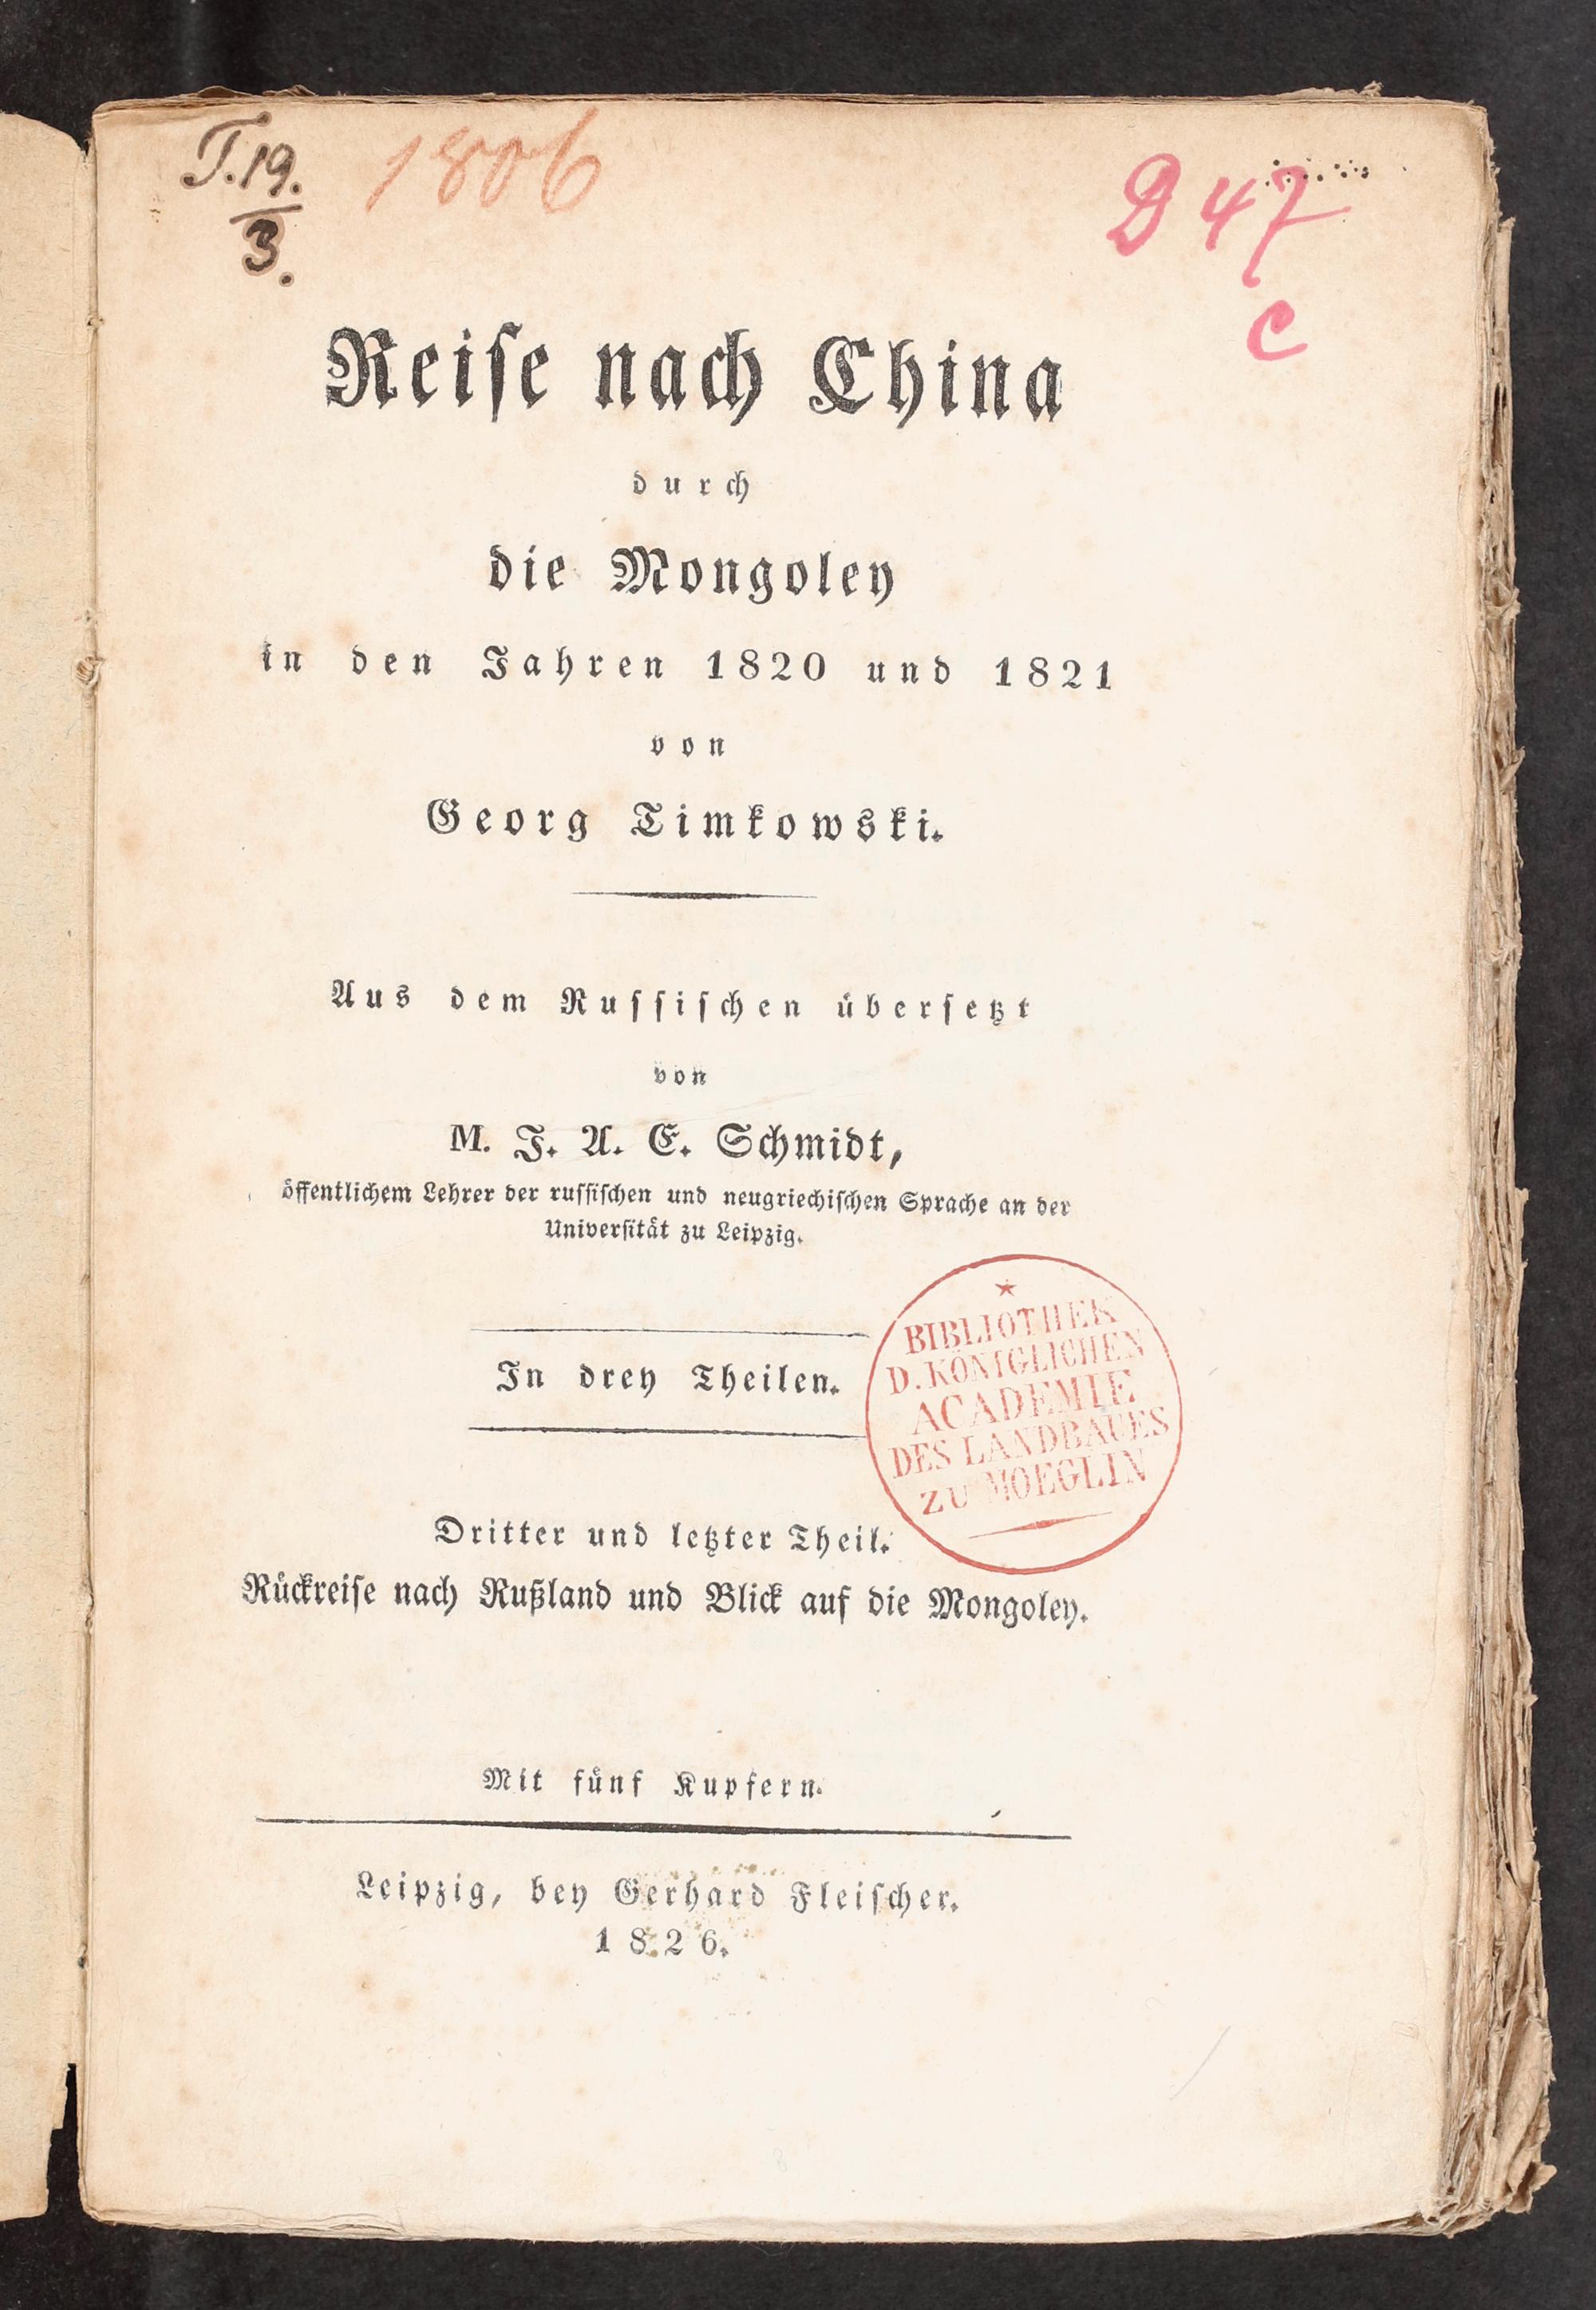 T.19.
3.
1806
D 47
c
Reise nach China
durch
die Mongoley
in den Jahren 1820 und 1821
von
Georg Timkowski.
Aus dem Russischen übersetzt
von
M. J. A. E. Schmidt,
öffentlichem Lehrer der russischen und neugriechischen Sprache an der
Universität zu Leipzig.
In drey Theilen.
BIBLIOTHEK
D. KÖNIGLICHEN
ACADEMIE
DES LANDBAUES
ZU MOEGLIN
Dritter und letzter Theil.
Rückreise nach Rußland und Blick auf die Mongoley.
Mit fünf Kupfern.
Leipzig, bey Gerhard Fleischer.
1826.